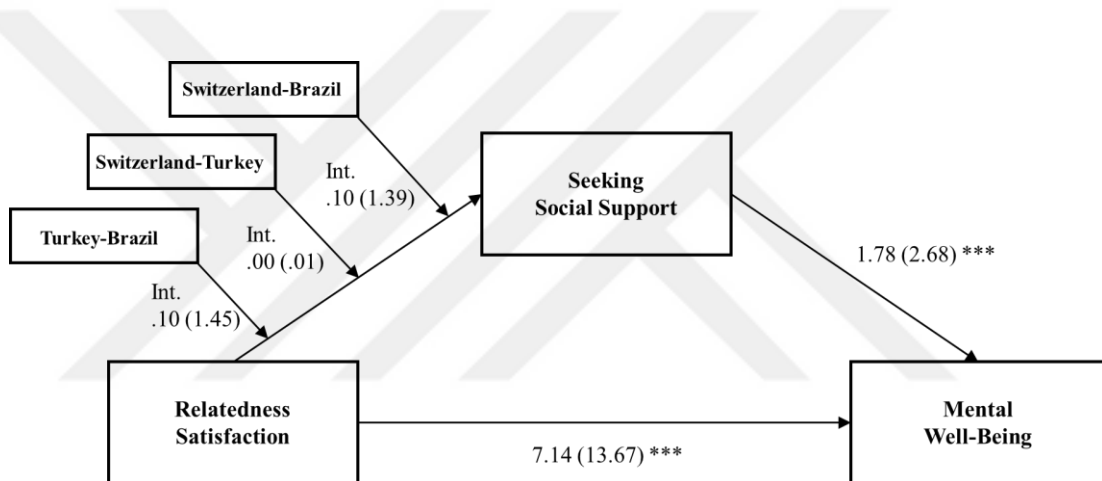 Switzerland-Brazil
Switzerland-Turkey
Turkey-Brazil
Int.
.10 (1.39)
Int.
.00 (.01)
Int.
.10 (1.45)
Seeking
Social Support
1.78 (2.68) ***
Relatedness
Satisfaction
7.14 (13.67) ***
Mental
Well-Being